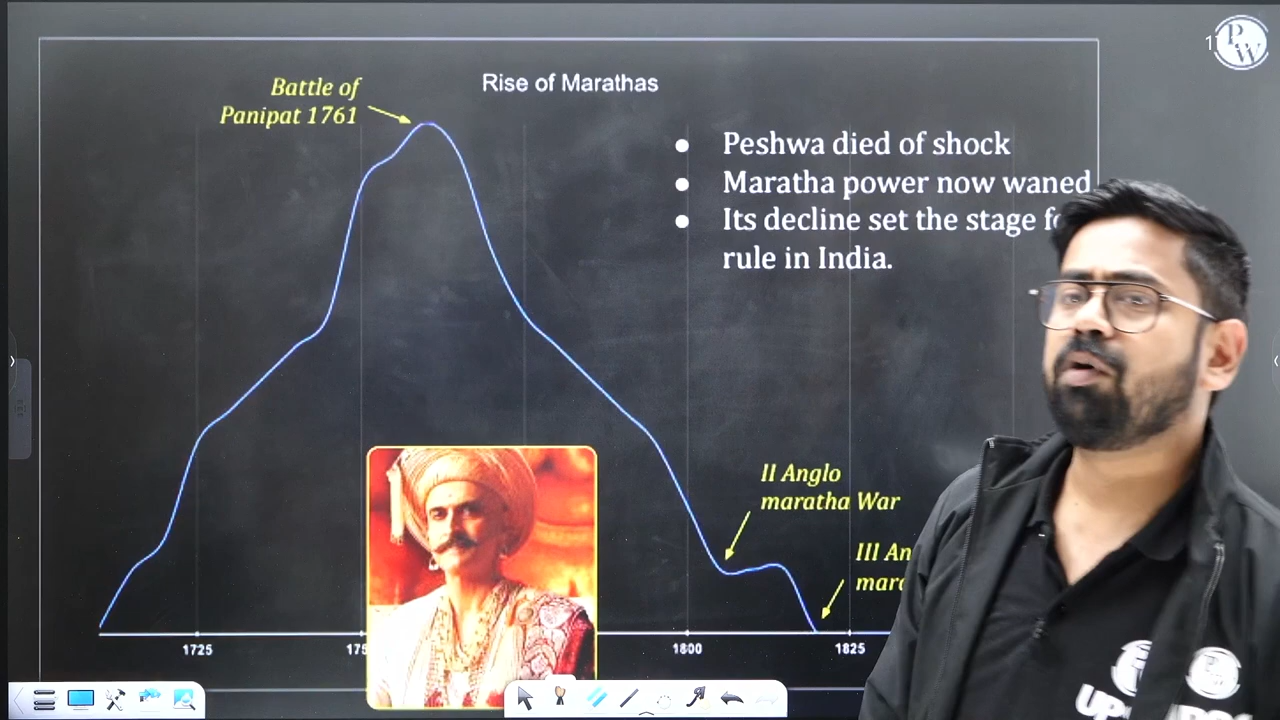 Rise of Marathas
Battle of
Panipat 1761
Peshwa died of shock
Maratha power now waned
Its decline set the stage
rule in India.
II Anglo
maratha War
III
1725
1800
1825
PW